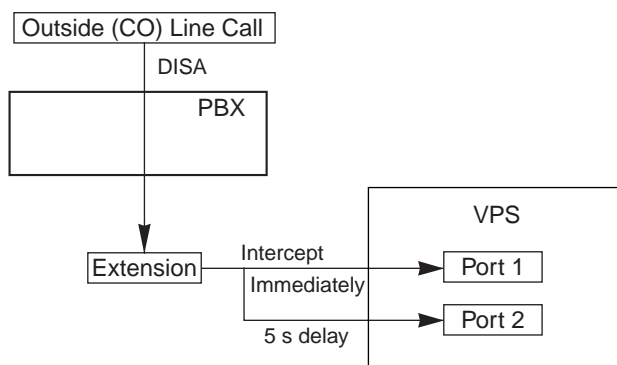 Outside (CO) Line Call
DISA
PBX
VPS
Extension
Intercept
Immediately
Port 1
5 s delay
Port 2